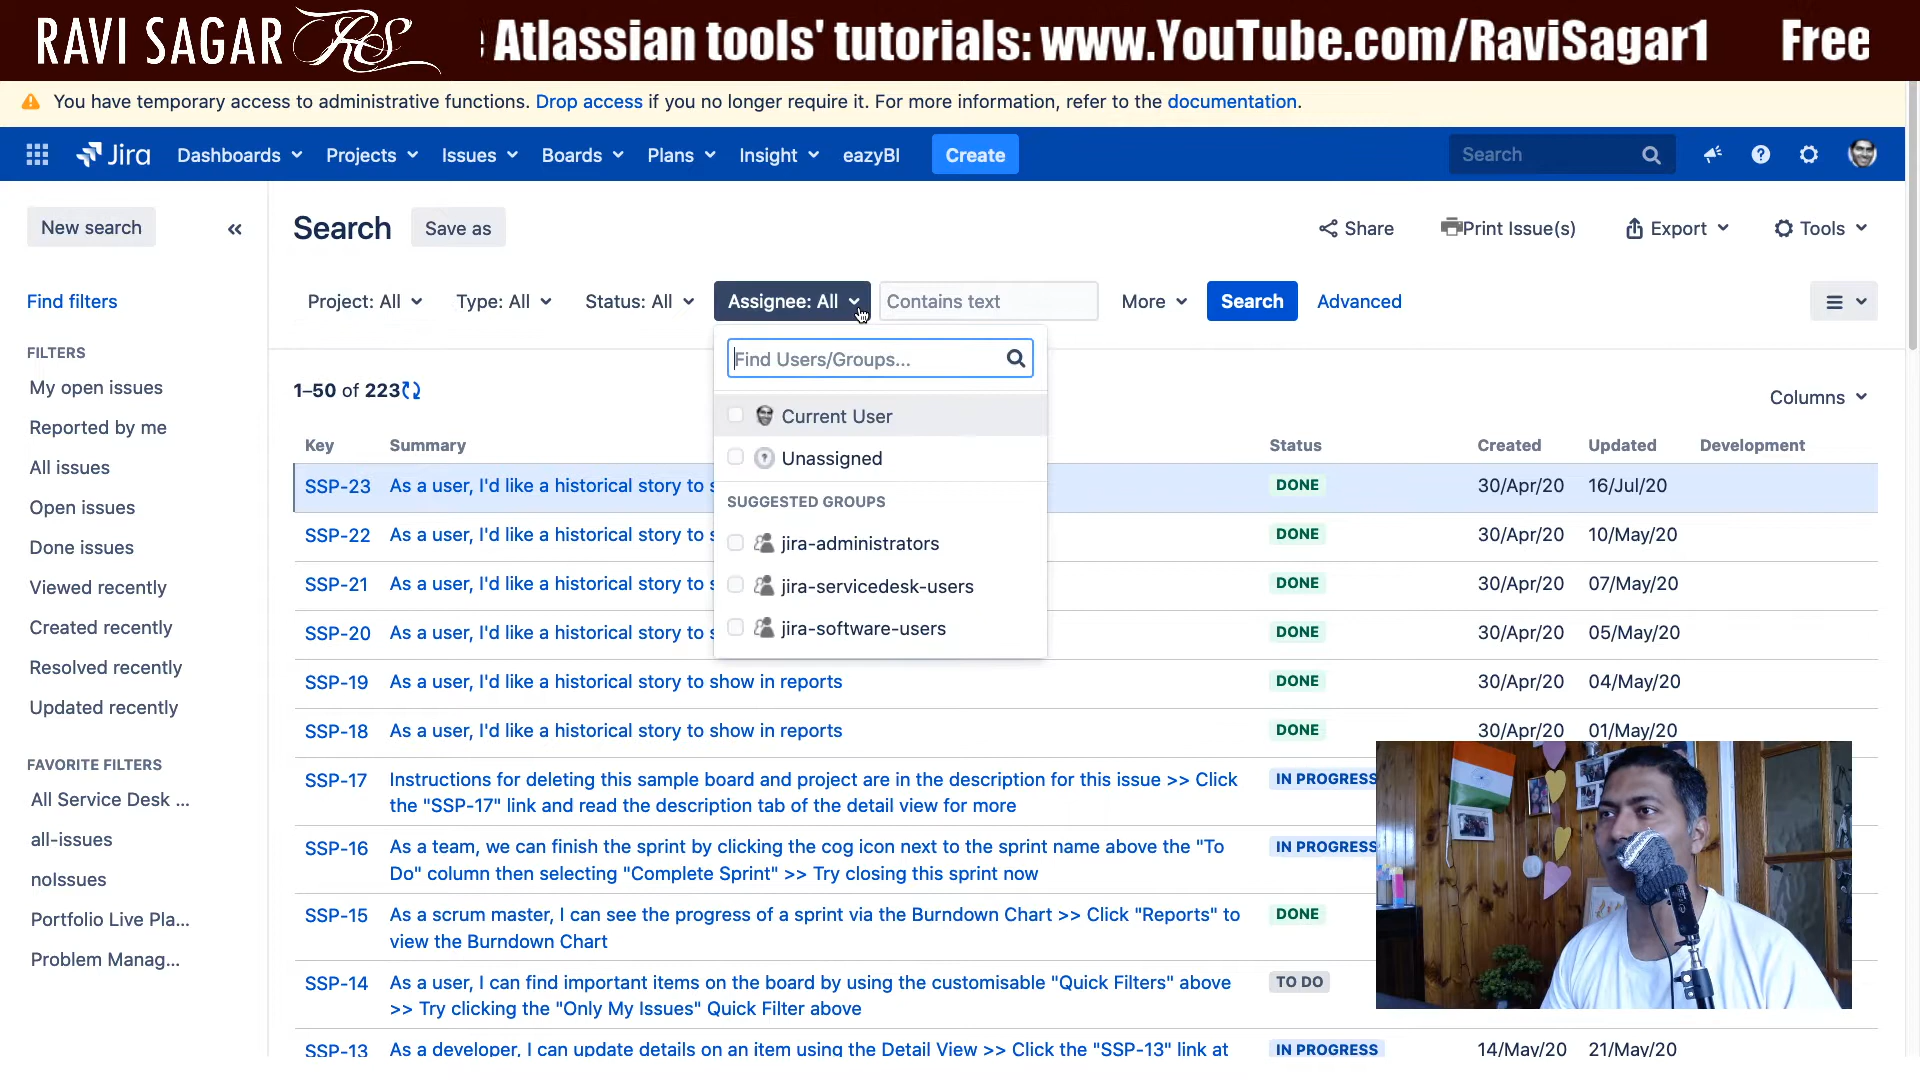 RAVI SAGAR RS : Atlassian tools' tutorials: www.YouTube.com/RaviSagar1 Free
You have temporary access to administrative functions. Drop access if you no longer require it. For more information, refer to the documentation.
Jira Dashboards Projects Issues Boards Plans Insight eazyBI Create Search
New search « Search Save as Share Print Issue(s) Export Tools
Find filters Project: All Type: All Status: All Assignee: All Contains text More Search Advanced
FILTERS
My open issues
Reported by me
All issues
Open issues
Done issues
Viewed recently
Created recently
Resolved recently
Updated recently
FAVORITE FILTERS
All Service Desk ...
all-issues
noIssues
Portfolio Live Pla...
Problem Manag...
Find Users/Groups...
Current User
Unassigned
SUGGESTED GROUPS
jira-administrators
jira-servicedesk-users
jira-software-users
1–50 of 223
Columns
Key Summary Status Created Updated Development
SSP-23 As a user, I'd like a historical story to s DONE 30/Apr/20 16/Jul/20
SSP-22 As a user, I'd like a historical story to s DONE 30/Apr/20 10/May/20
SSP-21 As a user, I'd like a historical story to s DONE 30/Apr/20 07/May/20
SSP-20 As a user, I'd like a historical story to s DONE 30/Apr/20 05/May/20
SSP-19 As a user, I'd like a historical story to show in reports DONE 30/Apr/20 04/May/20
SSP-18 As a user, I'd like a historical story to show in reports DONE 30/Apr/20 01/May/20
SSP-17 Instructions for deleting this sample board and project are in the description for this issue >> Click IN PROGRESS
the "SSP-17" link and read the description tab of the detail view for more
SSP-16 As a team, we can finish the sprint by clicking the cog icon next to the sprint name above the "To IN PROGRESS
Do" column then selecting "Complete Sprint" >> Try closing this sprint now
SSP-15 As a scrum master, I can see the progress of a sprint via the Burndown Chart >> Click "Reports" to DONE
view the Burndown Chart
SSP-14 As a user, I can find important items on the board by using the customisable "Quick Filters" above TO DO
>> Try clicking the "Only My Issues" Quick Filter above
SSP-13 As a developer, I can update details on an item using the Detail View >> Click the "SSP-13" link at IN PROGRESS 14/May/20 21/May/20